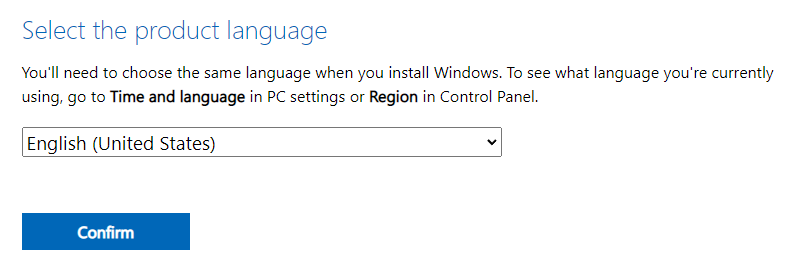 Select the product language
You'll need to choose the same language when you install Windows. To see what language you're currently
using, go to Time and language in PC settings or Region in Control Panel.
English (United States)
Confirm